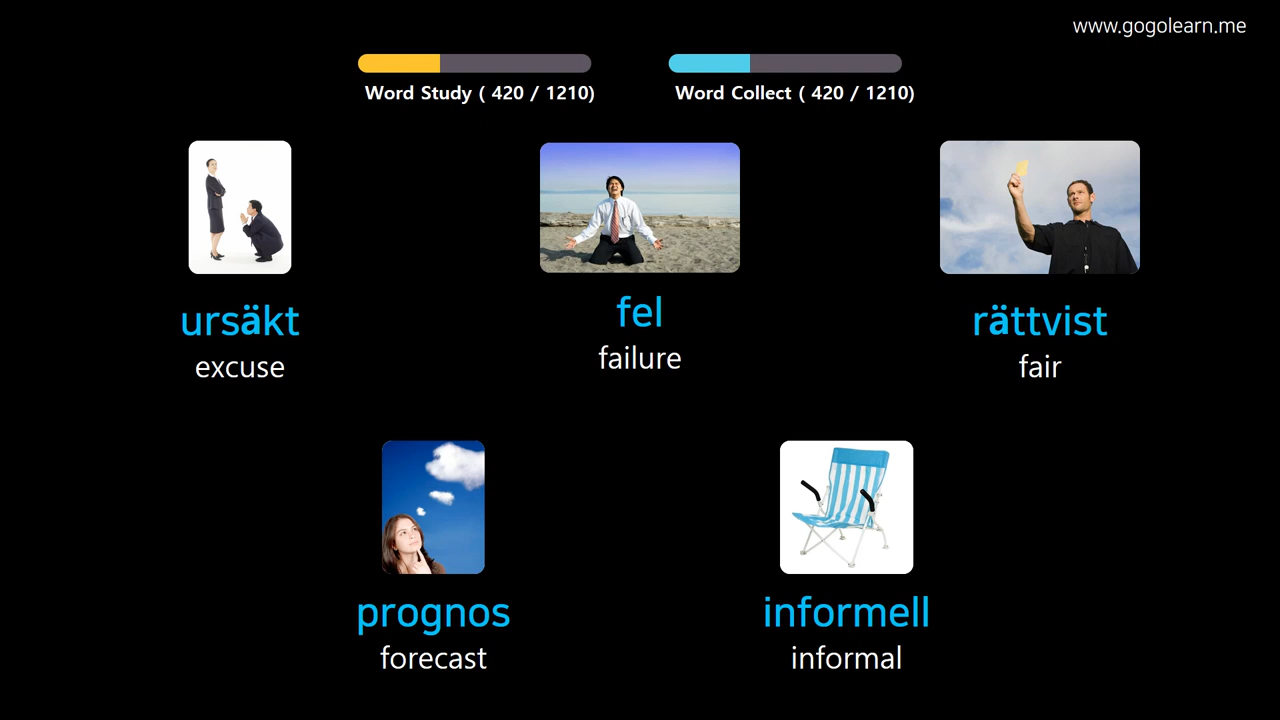 www.gogolearn.me
Word Study ( 420 / 1210)
Word Collect ( 420 / 1210)
ursäkt
excuse
fel
failure
rättvist
fair
prognos
forecast
informell
informal